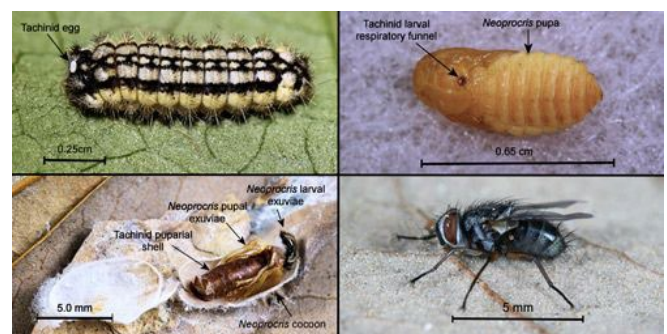 Tachinid egg
0.25cm
Tachinid larval
respiratory funnel
Neoprocris pupa
0.65 cm
Neoprocris larval
exuviae
Neoprocris pupal
exuviae
Tachinid puparial
shell
5.0 mm
Neoprocris cocoon
5 mm